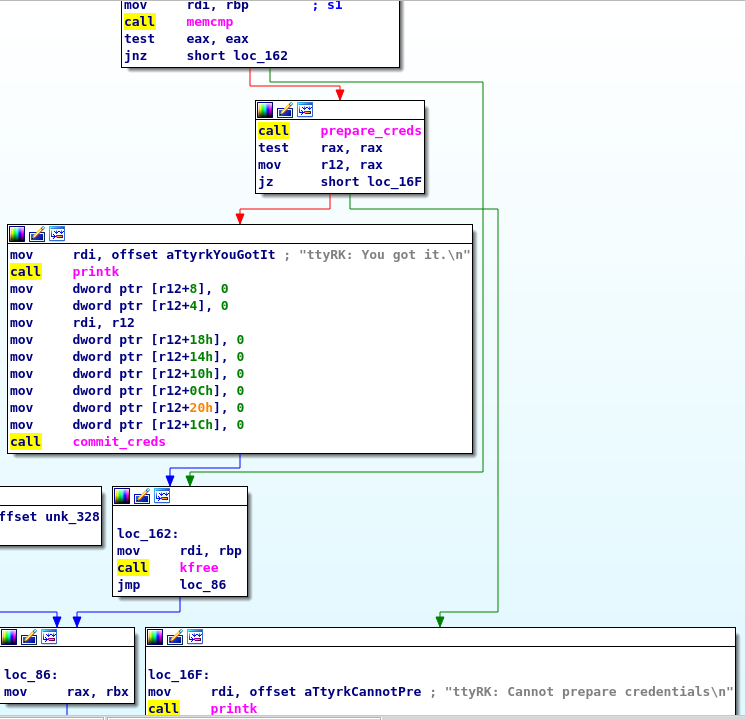 mov rdi, rbp ; s1
call memcmp
test eax, eax
jnz short loc_162
call prepare_creds
test rax, rax
mov r12, rax
jz short loc_16F
mov rdi, offset aTtyrkYouGotIt ; "ttyRK: You got it.\n"
call printk
mov dword ptr [r12+8], 0
mov dword ptr [r12+4], 0
mov rdi, r12
mov dword ptr [r12+18h], 0
mov dword ptr [r12+14h], 0
mov dword ptr [r12+10h], 0
mov dword ptr [r12+0Ch], 0
mov dword ptr [r12+20h], 0
mov dword ptr [r12+1Ch], 0
call commit_creds
ffset unk_328
loc_162:
mov rdi, rbp
call kfree
jmp loc_86
loc_86:
mov rax, rbx
loc_16F:
mov rdi, offset aTtyrkCannotPre ; "ttyRK: Cannot prepare credentials\n"
call printk